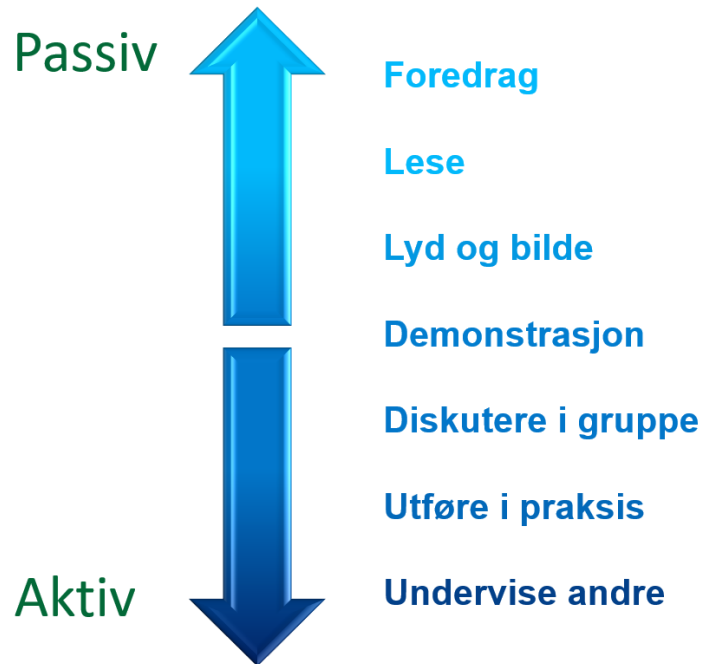 Passiv
Foredrag
Lese
Lyd og bilde
Demonstrasjon
Diskutere i gruppe
Utføre i praksis
Aktiv
Undervise andre